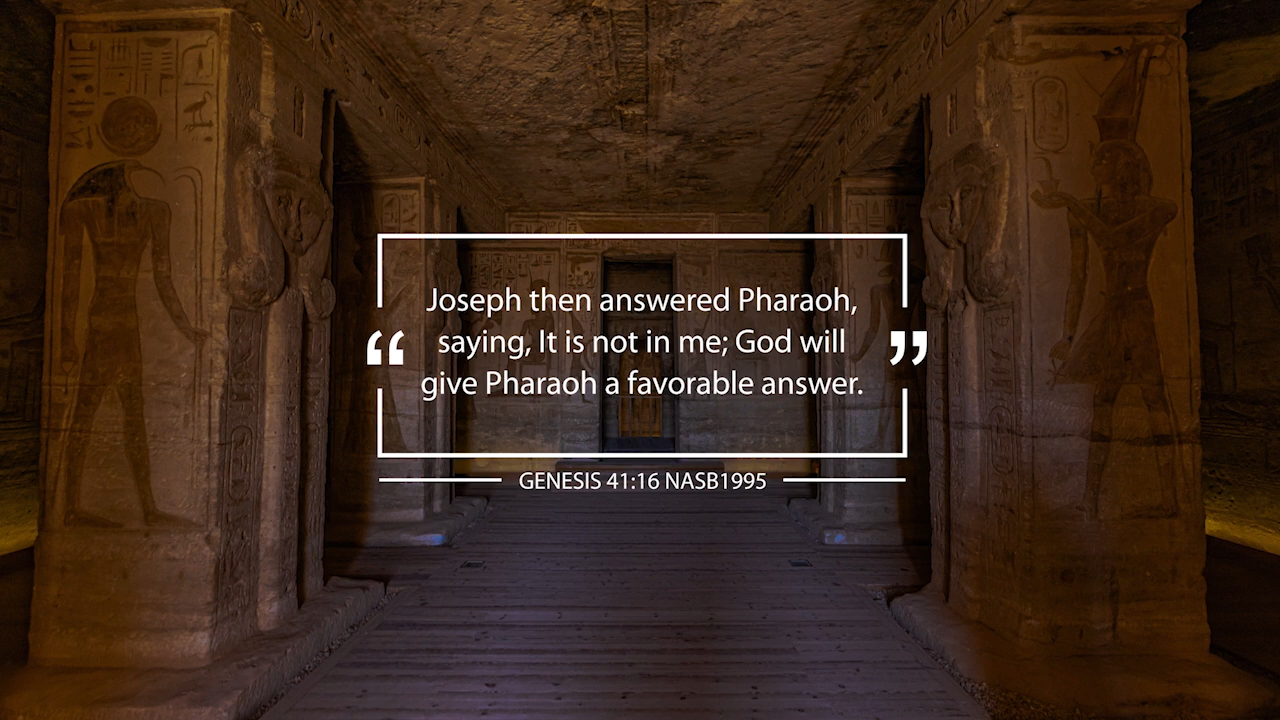 Joseph then answered Pharaoh,
“ saying, It is not in me; God will ”
give Pharaoh a favorable answer.
GENESIS 41:16 NASB1995